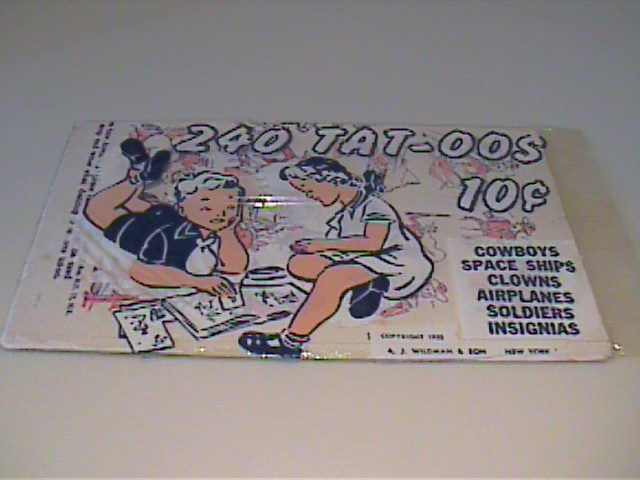 240 TAT-OOS
10¢
COWBOYS
SPACE SHIPS
CLOWNS
AIRPLANES
SOLDIERS
INSIGNIAS
COPYRIGHT
A. J. WILDMAN & SON NEW YORK